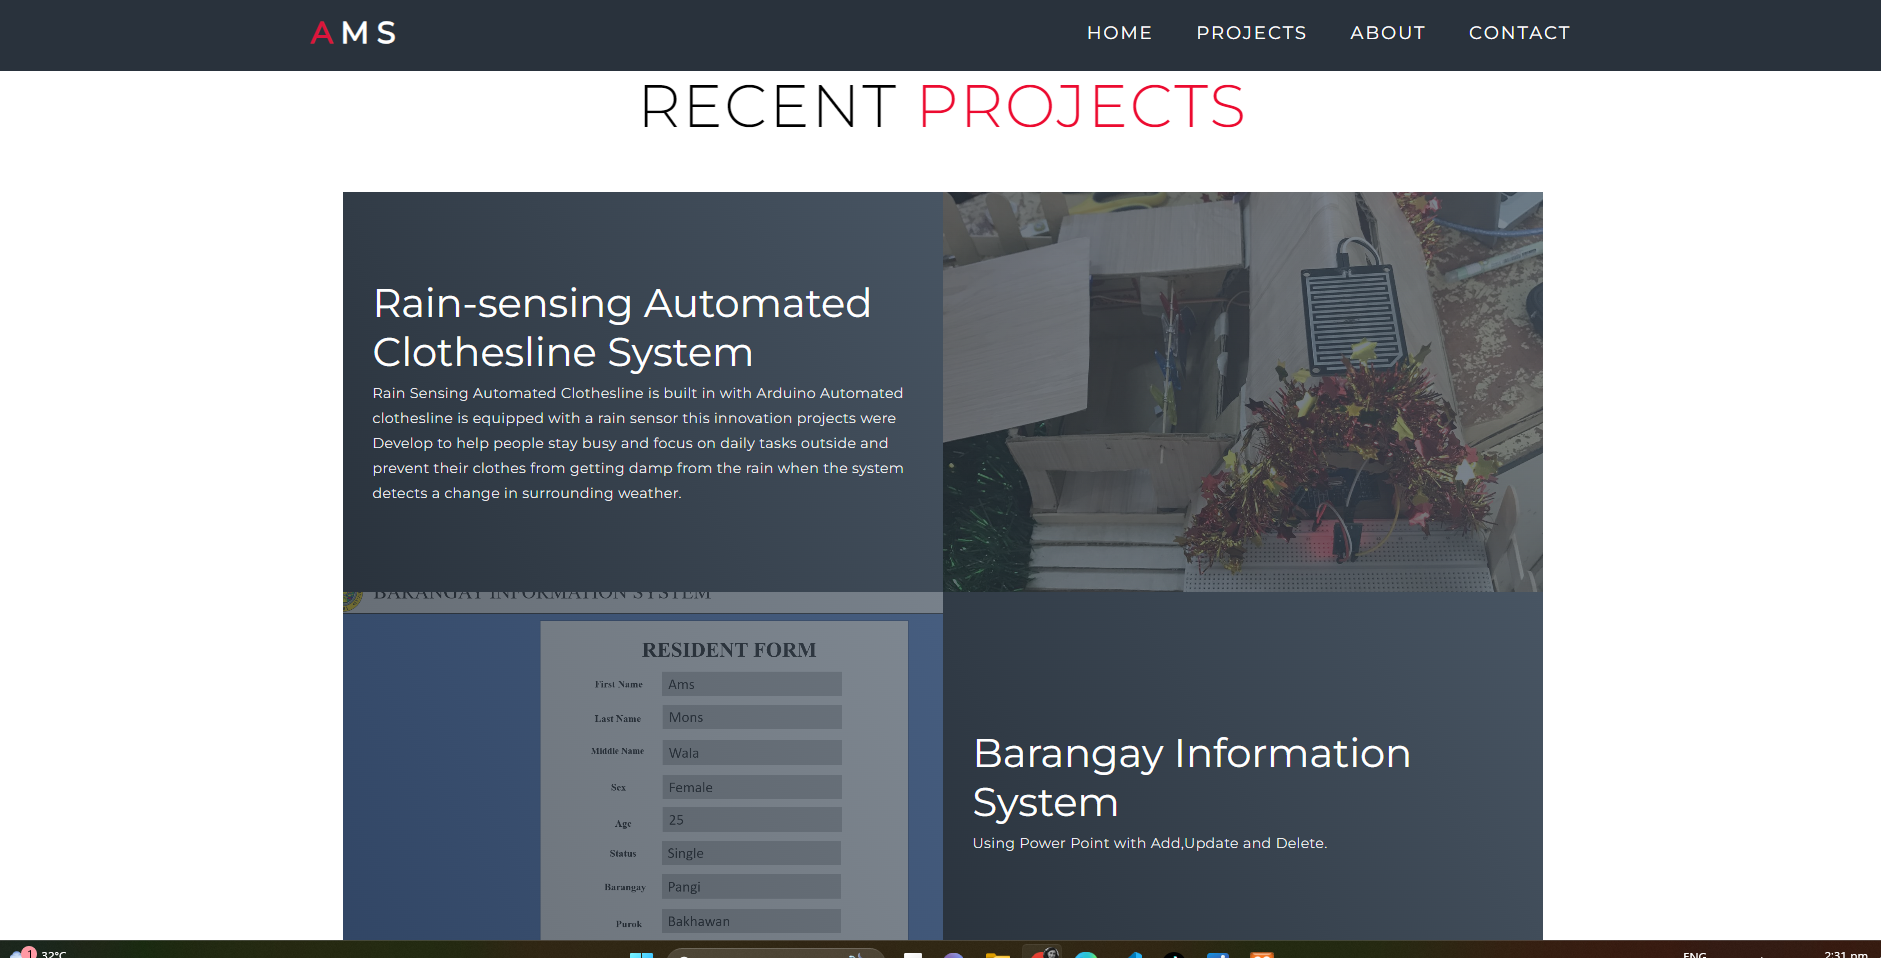 AMS
HOME PROJECTS ABOUT CONTACT
RECENT PROJECTS
Rain-sensing Automated
Clothesline System
Rain Sensing Automated Clothesline is built in with Arduino Automated
clothesline is equipped with a rain sensor this innovation projects were
Develop to help people stay busy and focus on daily tasks outside and
prevent their clothes from getting damp from the rain when the system
detects a change in surrounding weather.
BARANGAY INFORMATION SYSTEM
RESIDENT FORM
First Name Ams
Last Name Mons
Middle Name Wala
Sex Female
Age 25
Status Single
Barangay Pangi
Purok Bakhawan
Barangay Information
System
Using Power Point with Add,Update and Delete.
1 32°C
ENG
2:31 pm